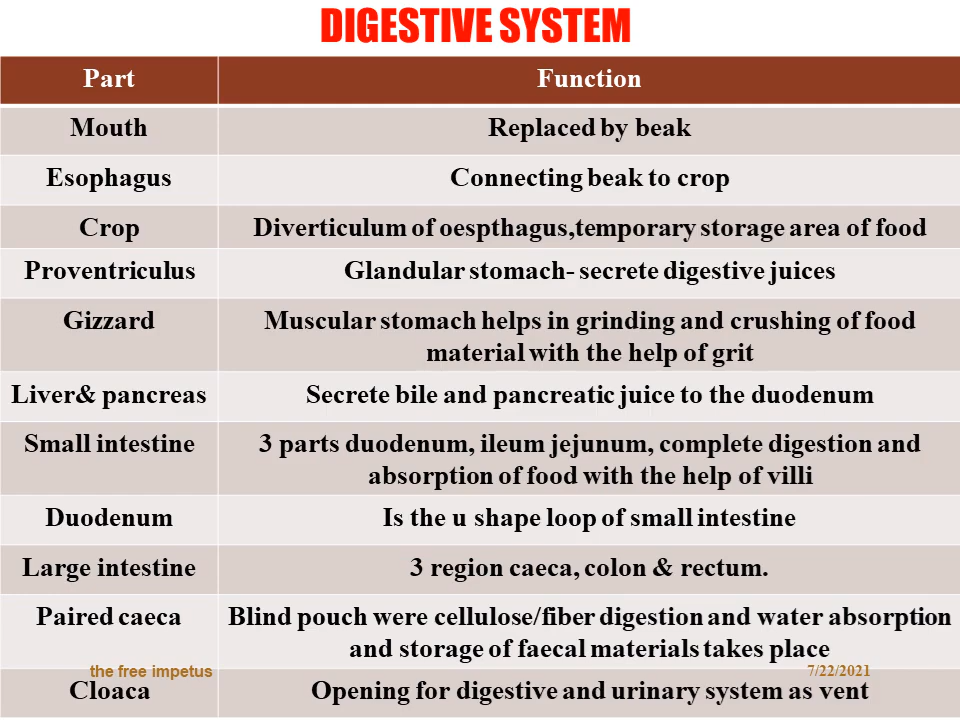 DIGESTIVE SYSTEM
Part Function
Mouth Replaced by beak
Esophagus Connecting beak to crop
Crop Diverticulum of oespthagus,temporary storage area of food
Proventriculus Glandular stomach- secrete digestive juices
Gizzard Muscular stomach helps in grinding and crushing of food
material with the help of grit
Liver& pancreas Secrete bile and pancreatic juice to the duodenum
Small intestine 3 parts duodenum, ileum jejunum, complete digestion and
absorption of food with the help of villi
Duodenum Is the u shape loop of small intestine
Large intestine 3 region caeca, colon & rectum.
Paired caeca Blind pouch were cellulose/fiber digestion and water absorption
and storage of faecal materials takes place
the free impetus 7/22/2021
Cloaca Opening for digestive and urinary system as vent